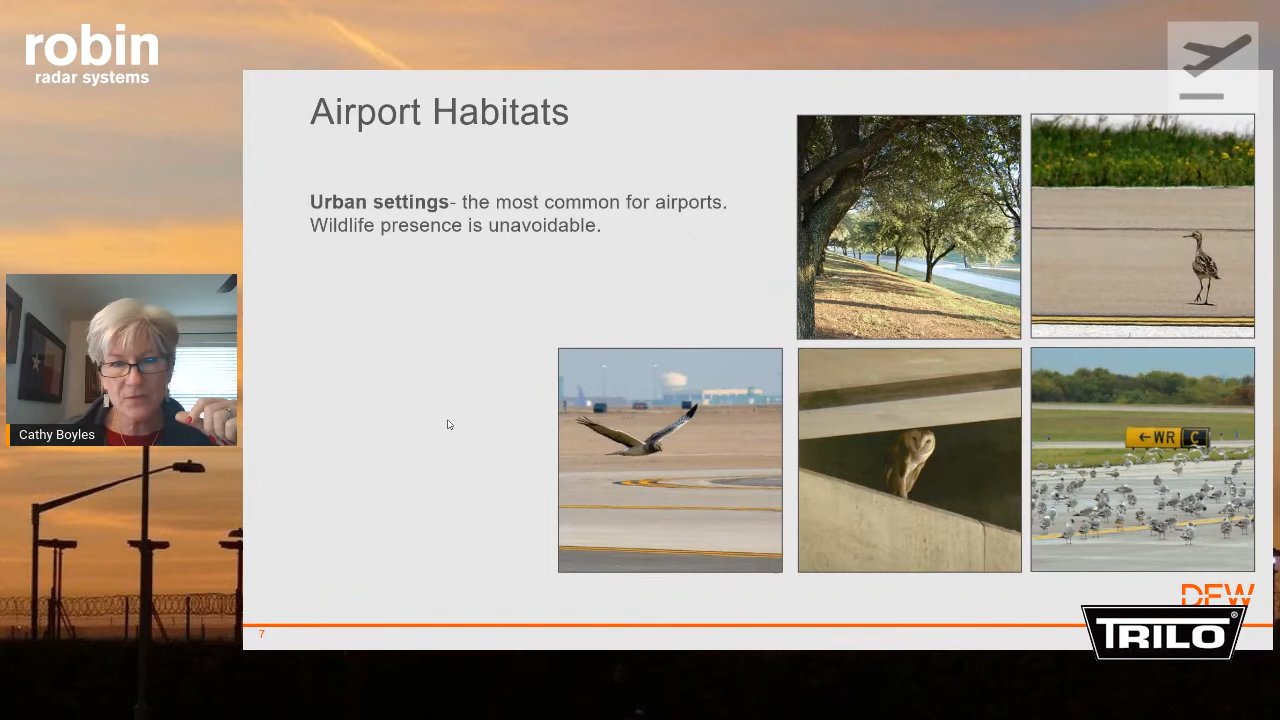 robin
radar systems
Airport Habitats
Urban settings- the most common for airports.
Wildlife presence is unavoidable.
Cathy Boyles
←WR C
DFW
7
TRILO®